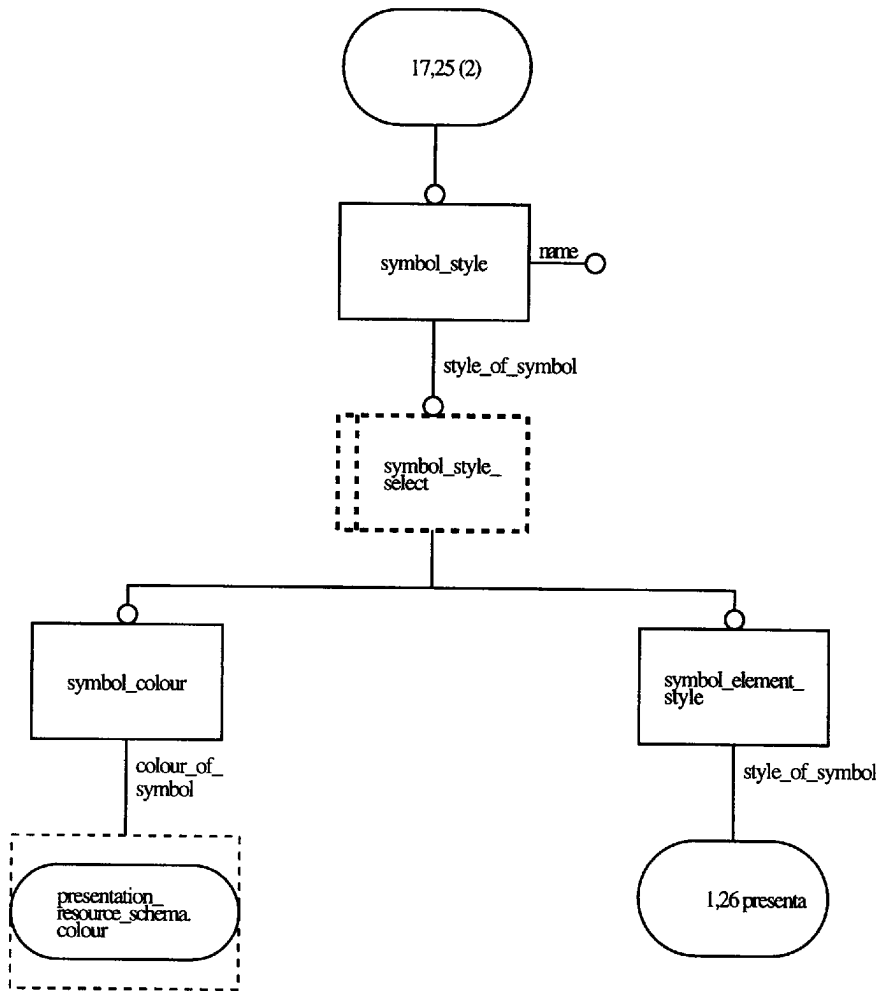 17,25 (2)
symbol_style
name
style_of_symbol
symbol_style_
select
symbol_colour
symbol_element_
style
colour_of_
symbol
style_of_symbol
presentation_
resource_schema.
colour
1,26 presenta